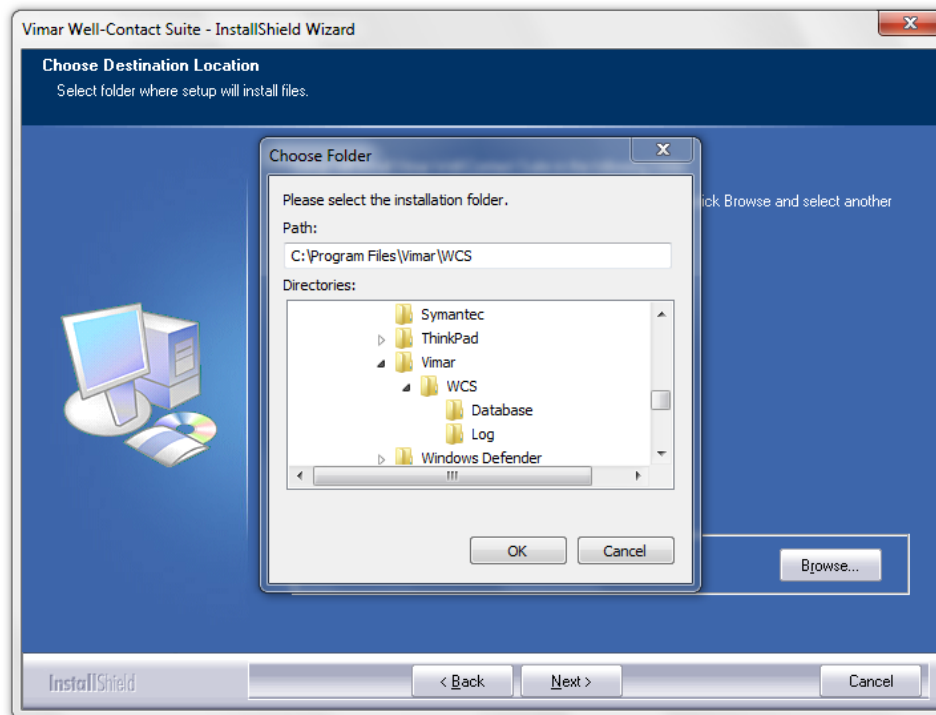 Vimar Well-Contact Suite - InstallShield Wizard
Choose Destination Location
Select folder where setup will install files.
Choose Folder
Please select the installation folder.
ick Browse and select another
Path:
C:\Program Files\Vimar\WCS
Directories:
Symantec
ThinkPad
Vimar
WCS
Database
Log
Windows Defender
OK Cancel
Browse...
InstallShield
< Back Next > Cancel